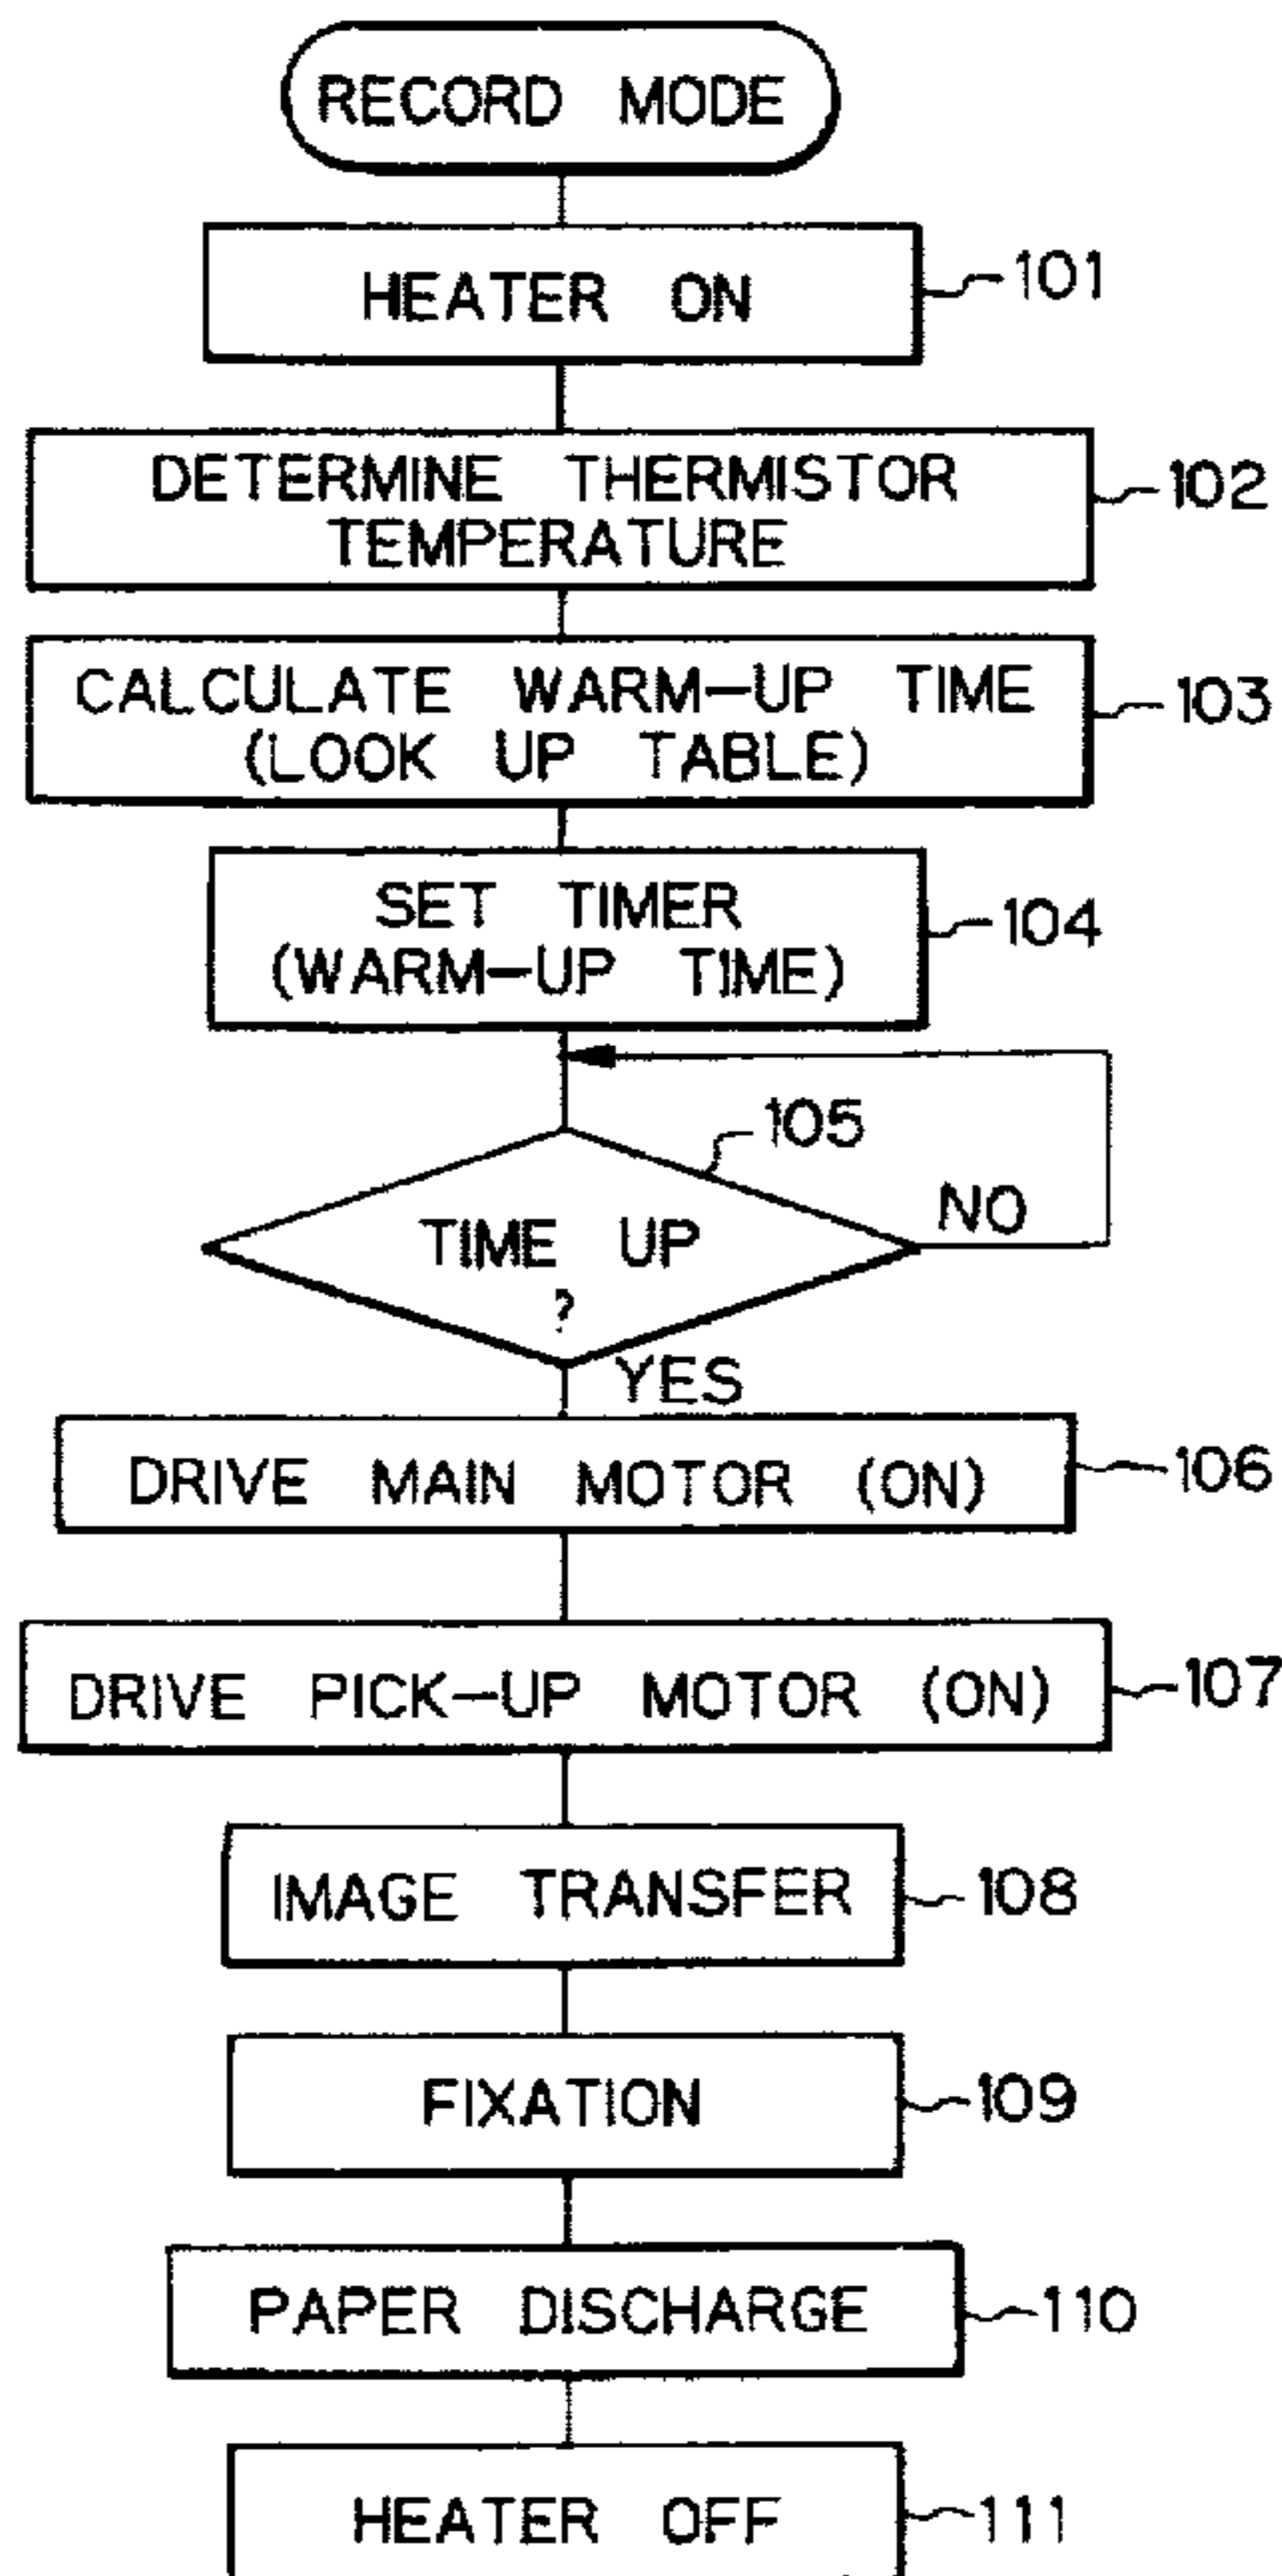 RECORD MODE
HEATER ON
101
DETERMINE THERMISTOR
TEMPERATURE
102
CALCULATE WARM-UP TIME
(LOOK UP TABLE)
103
SET TIMER
(WARM-UP TIME)
104
105
TIME UP
?
NO
YES
DRIVE MAIN MOTOR (ON)
106
DRIVE PICK-UP MOTOR (ON)
107
IMAGE TRANSFER
108
FIXATION
109
PAPER DISCHARGE
110
HEATER OFF
111